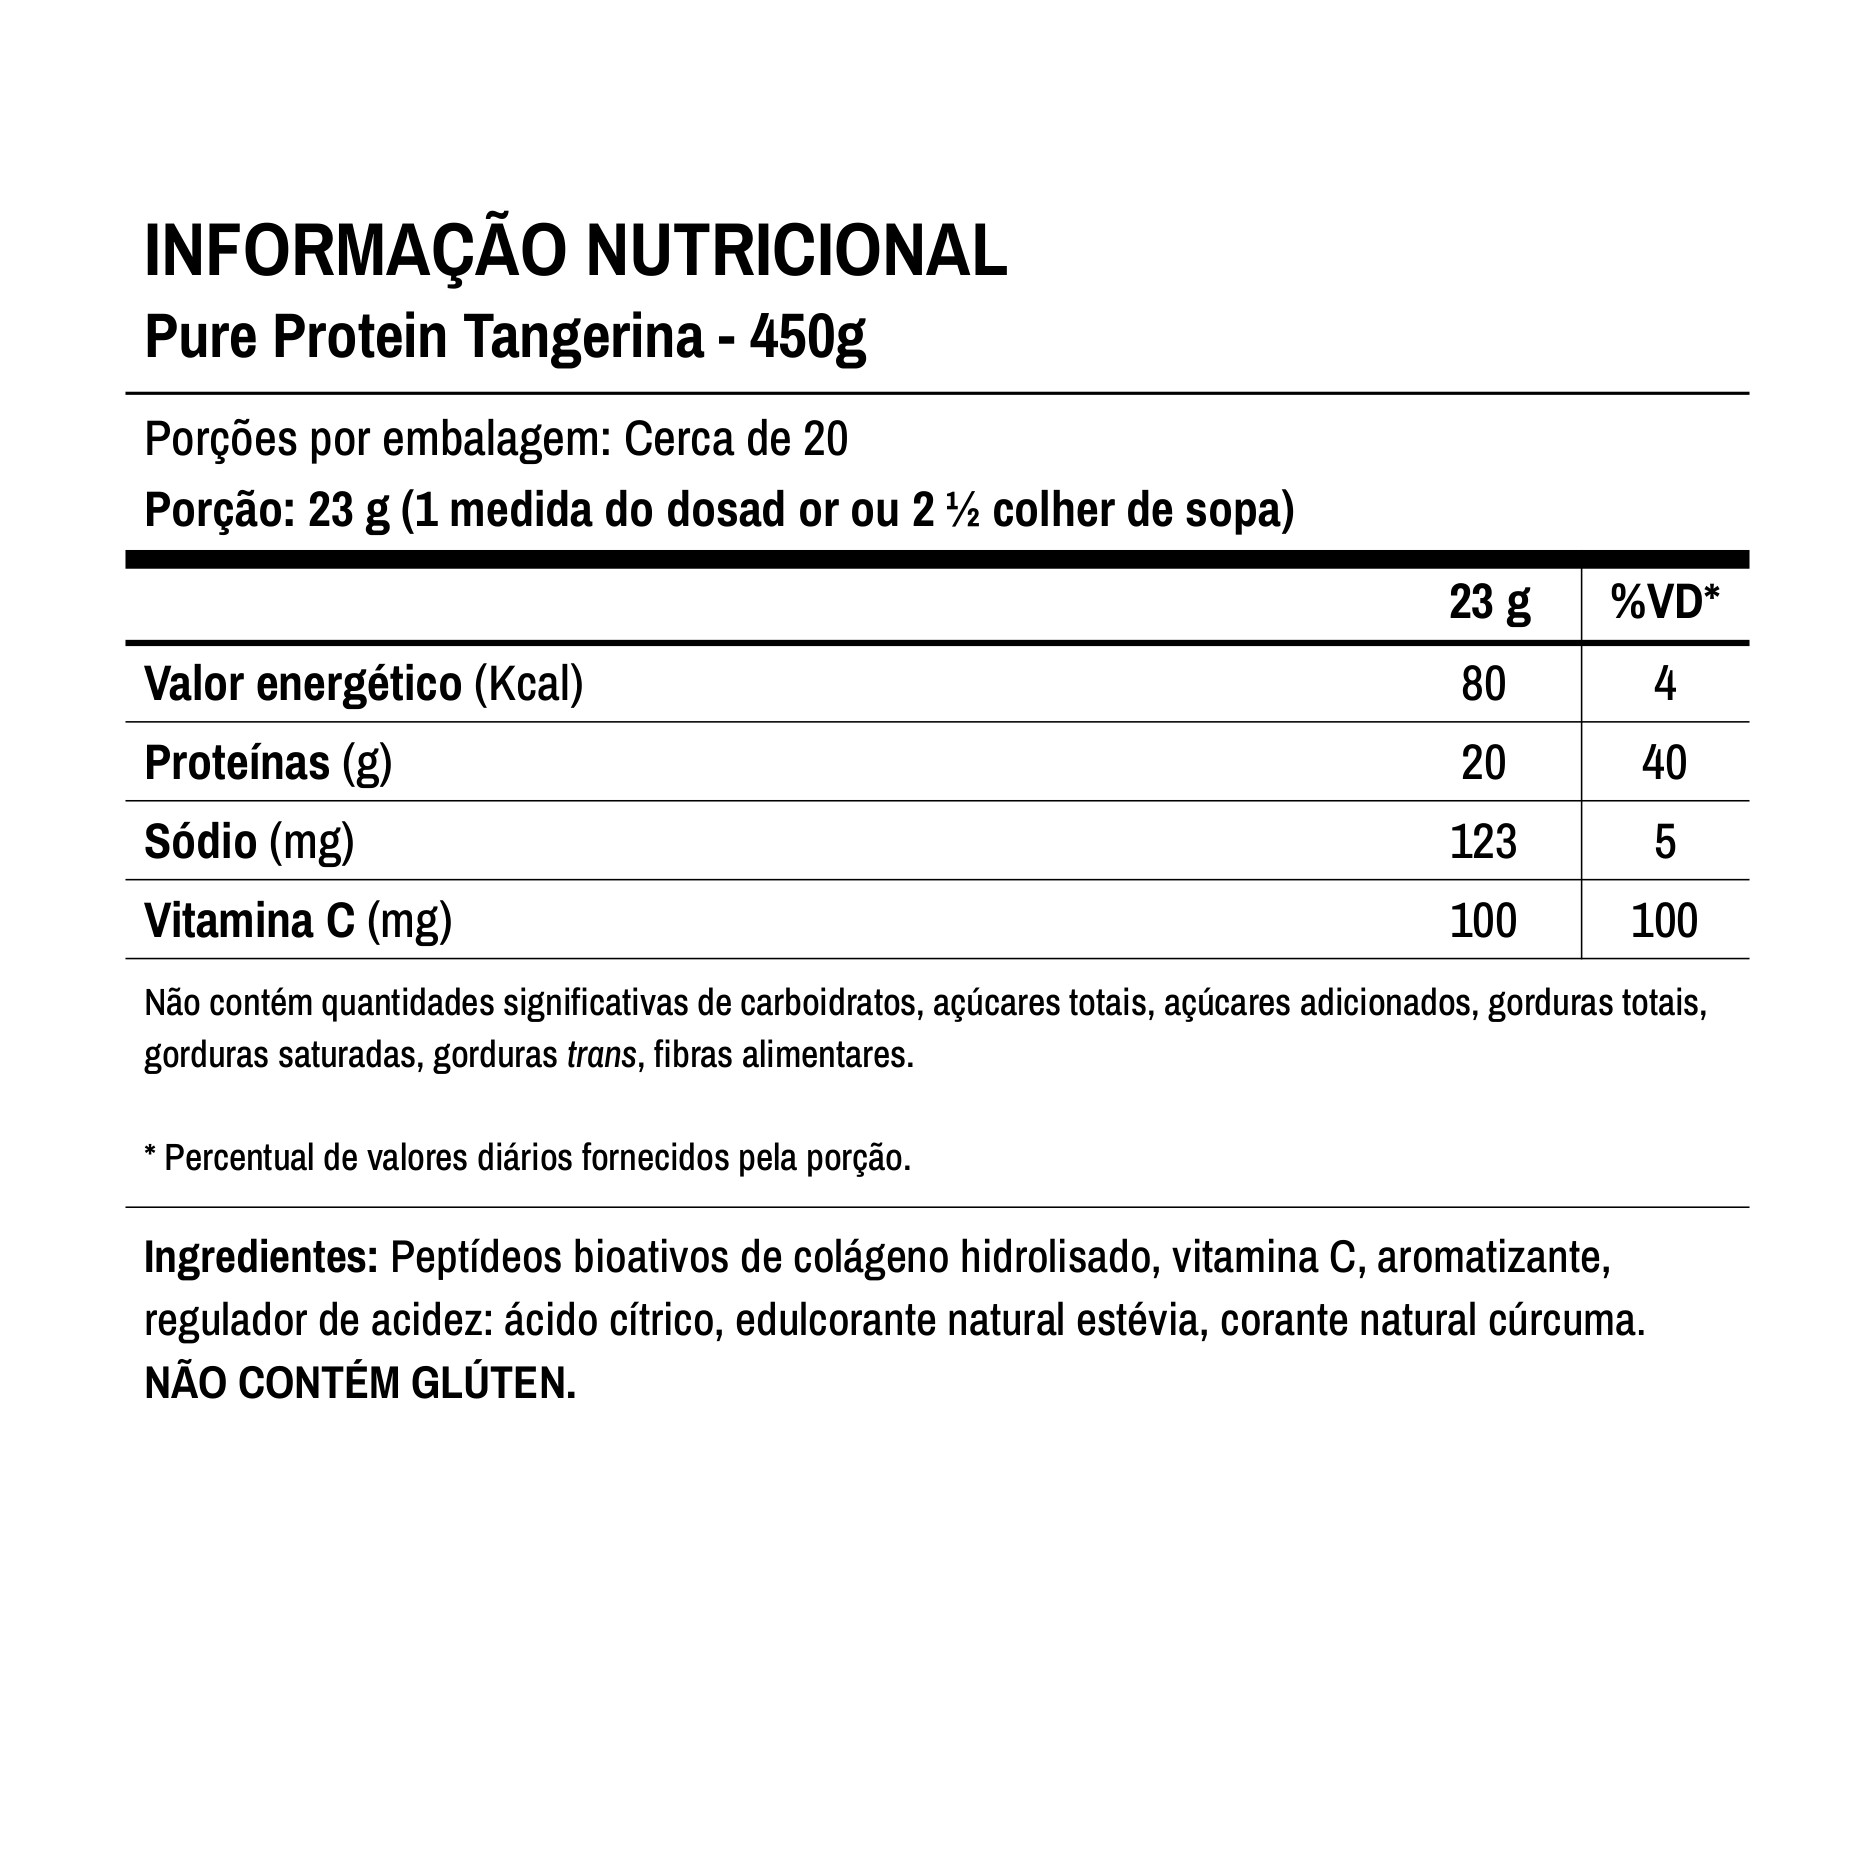 INFORMAÇÃO NUTRICIONAL
Pure Protein Tangerina - 450g
Porções por embalagem: Cerca de 20
Porção: 23 g (1 medida do dosad or ou 2 ½ colher de sopa)
23 g %VD*
Valor energético (Kcal) 80 4
Proteínas (g) 20 40
Sódio (mg) 123 5
Vitamina C (mg) 100 100
Não contém quantidades significativas de carboidratos, açúcares totais, açúcares adicionados, gorduras totais,
gorduras saturadas, gorduras trans, fibras alimentares.
* Percentual de valores diários fornecidos pela porção.
Ingredientes: Peptídeos bioativos de colágeno hidrolisado, vitamina C, aromatizante,
regulador de acidez: ácido cítrico, edulcorante natural estévia, corante natural cúrcuma.
NÃO CONTÉM GLÚTEN.